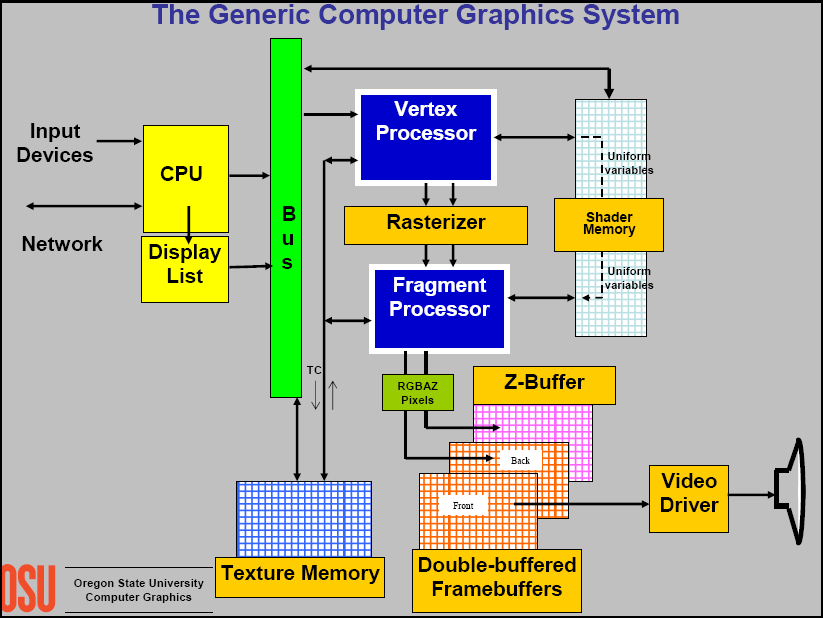 The Generic Computer Graphics System
Input
Devices
CPU
Network
Display
List
B
u
s
Vertex
Processor
Rasterizer
Fragment
Processor
Uniform
variables
Shader
Memory
Uniform
variables
TC
RGBAZ
Pixels
Z-Buffer
Back
Front
Video
Driver
Texture Memory
Double-buffered
Framebuffers
OSU
Oregon State University
Computer Graphics